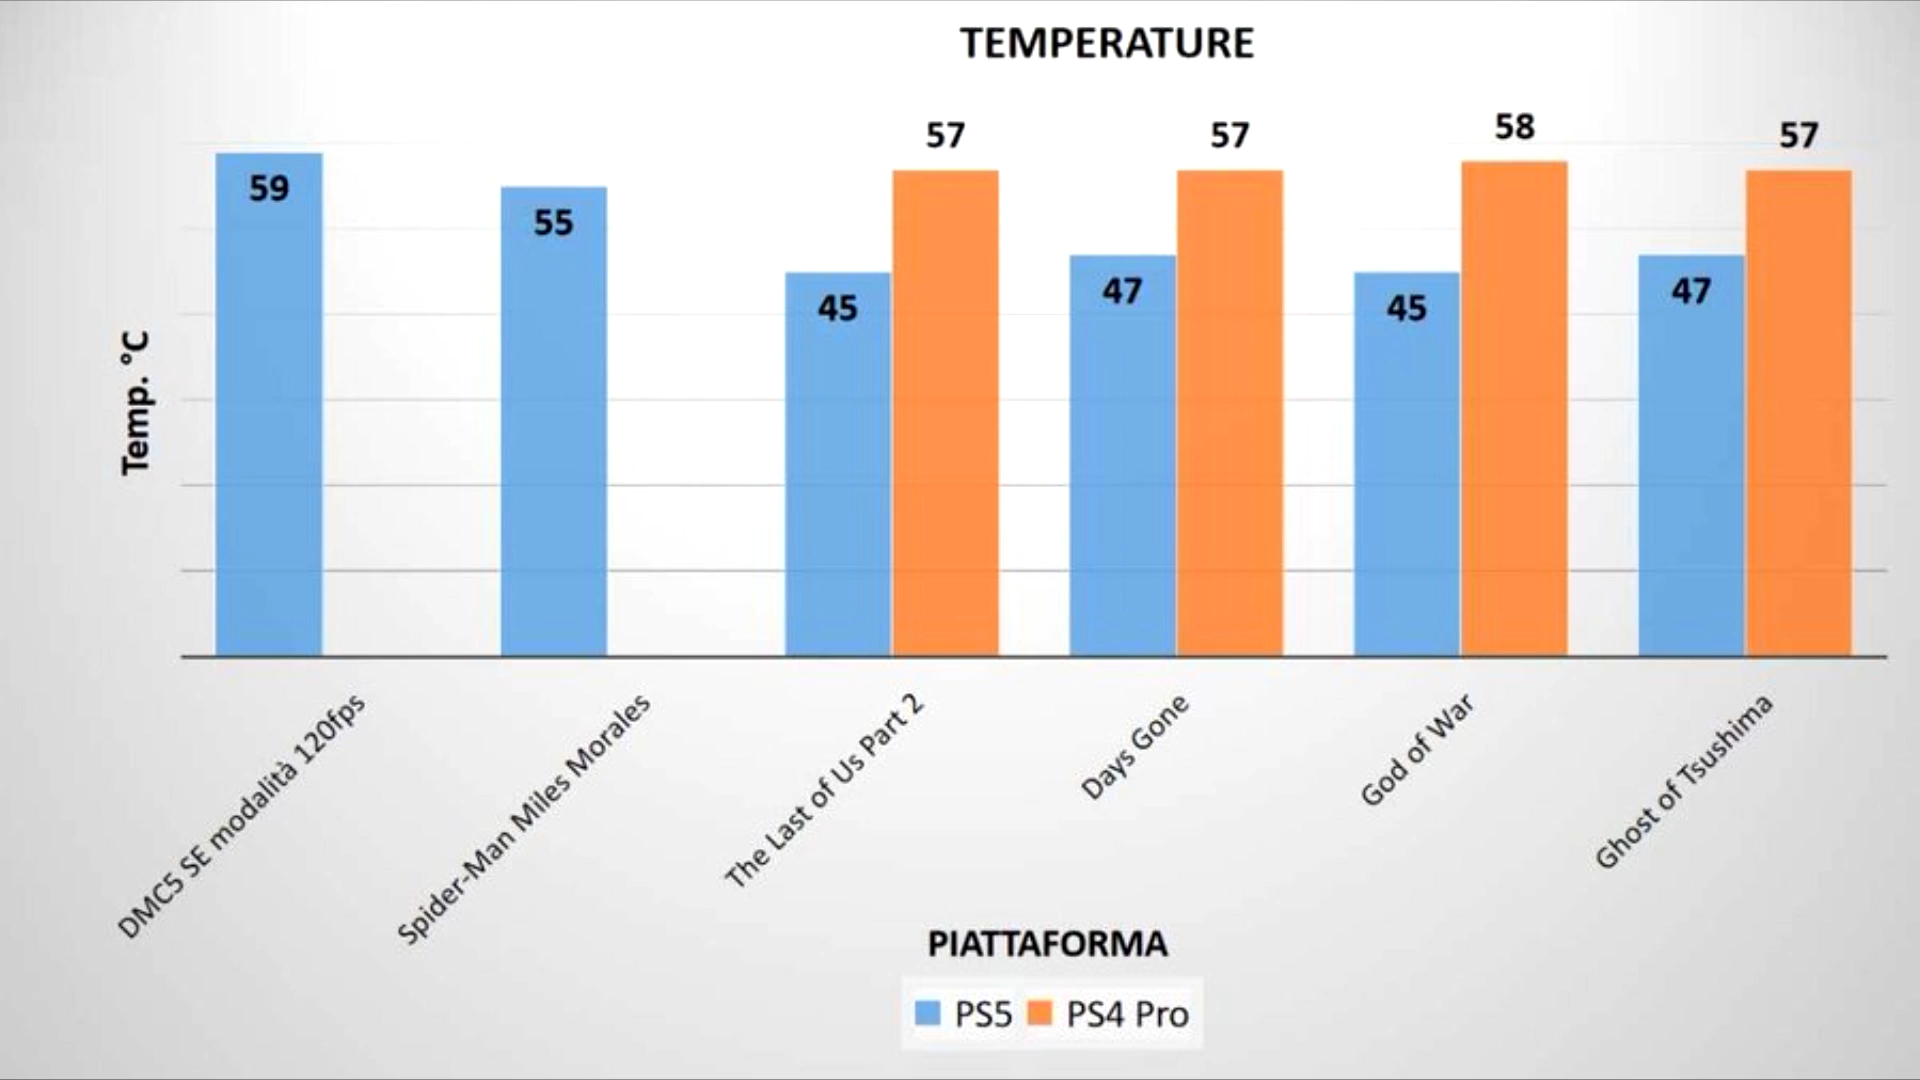 TEMPERATURE
Temp. °C
59
55
45
57
47
57
45
58
47
57
DMC5 SE modalità 120fps
Spider-Man Miles Morales
The Last of Us Part 2
Days Gone
God of War
Ghost of Tsushima
PIATTAFORMA
PS5 PS4 Pro